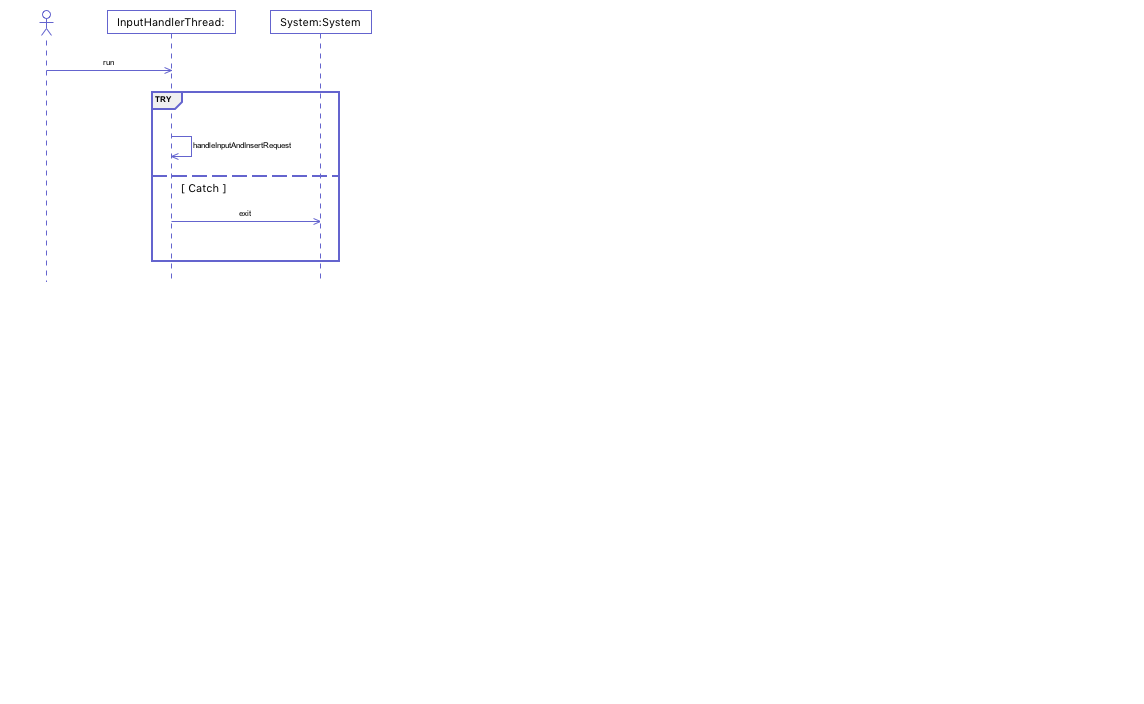 InputHandlerThread:
System:System
run
TRY
handleInputAndInsertRequest
[ Catch ]
exit